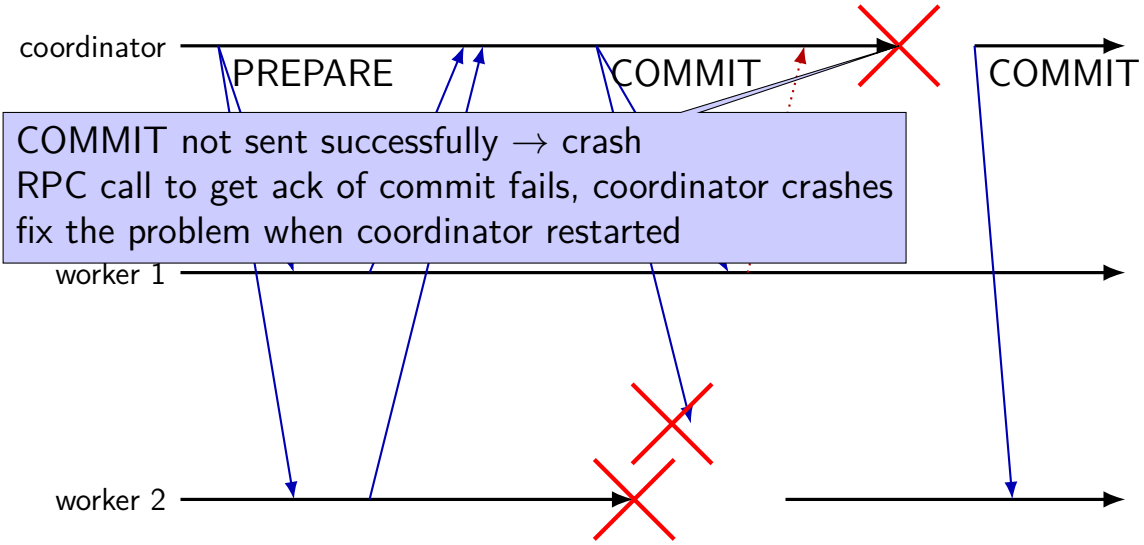 coordinator
PREPARE
COMMIT
COMMIT
COMMIT not sent successfully → crash
RPC call to get ack of commit fails, coordinator crashes
fix the problem when coordinator restarted
worker 1
worker 2